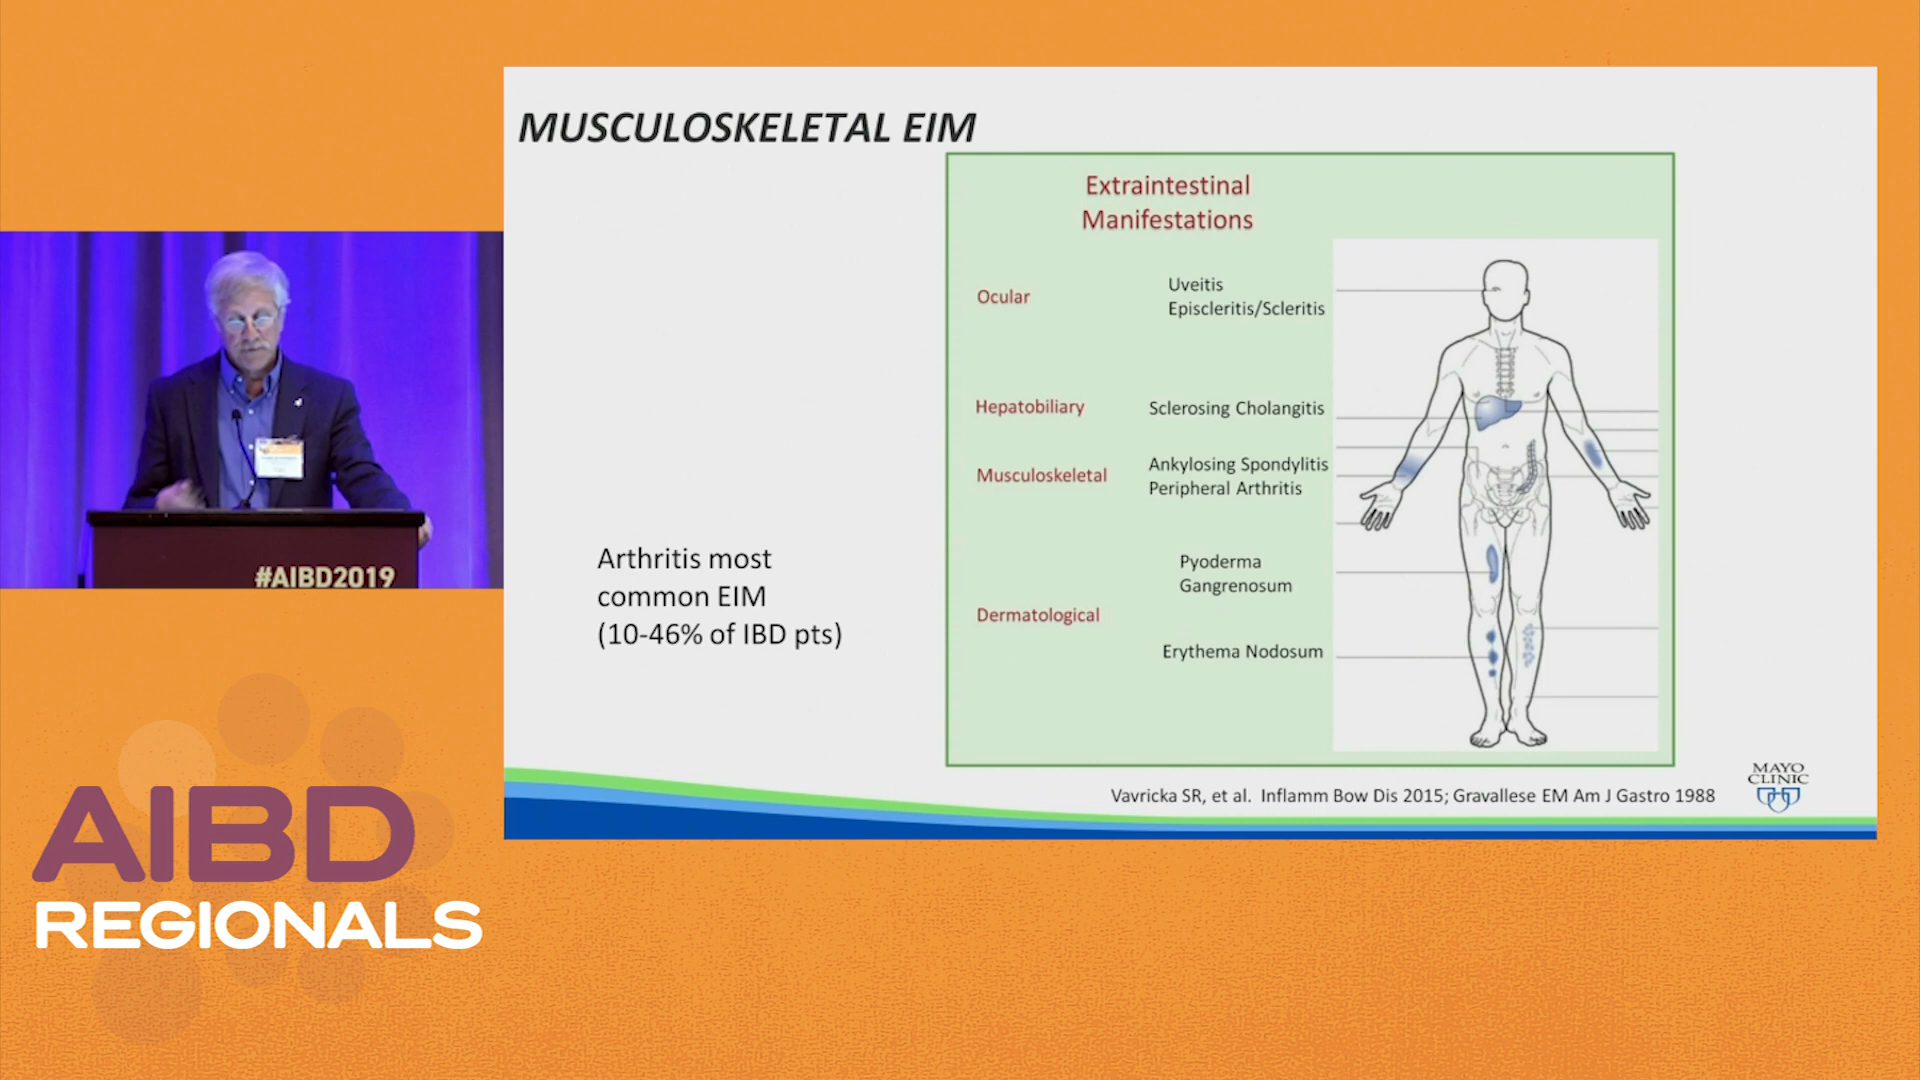 MUSCULOSKELETAL EIM
Extraintestinal
Manifestations
Ocular
Uveitis
Episcleritis/Scleritis
Hepatobiliary
Sclerosing Cholangitis
Musculoskeletal
Ankylosing Spondylitis
Peripheral Arthritis
Pyoderma
Gangrenosum
Dermatological
Erythema Nodosum
Arthritis most
common EIM
(10-46% of IBD pts)
Vavricka SR, et al. Inflamm Bow Dis 2015; Gravallese EM Am J Gastro 1988
MAYO
CLINIC
#AIBD2019
AIBD
REGIONALS